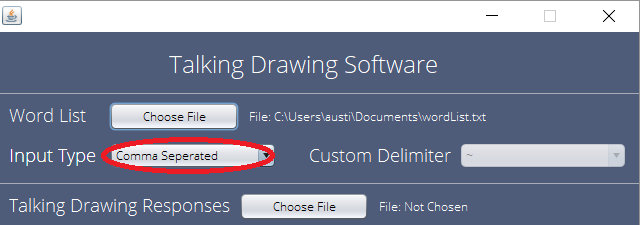 Talking Drawing Software
Word List Choose File File: C:\Users\austi\Documents\wordList.txt
Input Type Comma Seperated Custom Delimiter ~
Talking Drawing Responses Choose File File: Not Chosen